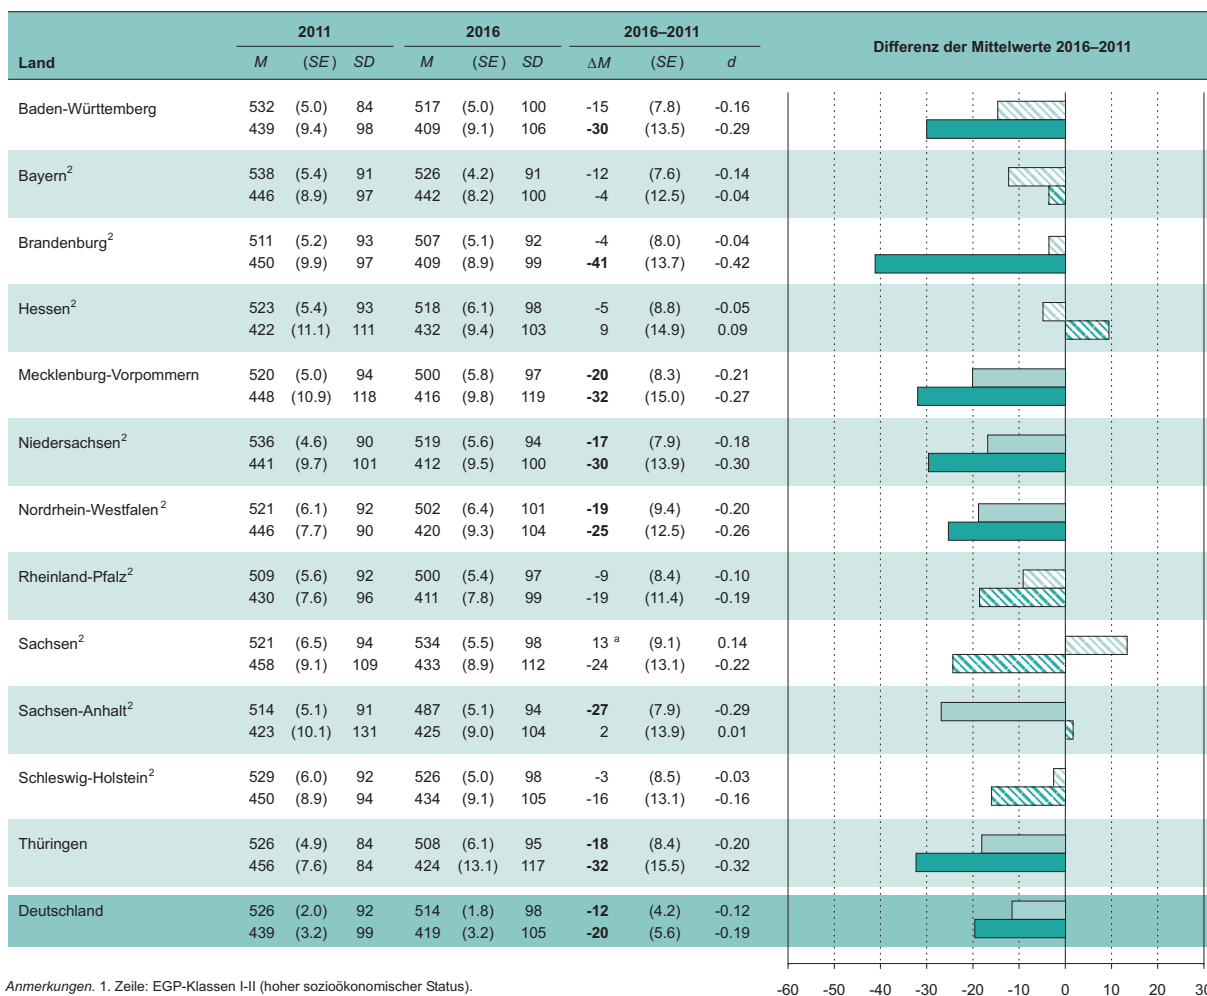 2011 2016 2016–2011 Differenz der Mittelwerte 2016–2011
Land M (SE) SD M (SE) SD ΔM (SE) d
Baden-Württemberg 532 (5.0) 84 517 (5.0) 100 -15 (7.8) -0.16
439 (9.4) 98 409 (9.1) 106 -30 (13.5) -0.29
Bayern² 538 (5.4) 91 526 (4.2) 91 -12 (7.6) -0.14
446 (8.9) 97 442 (8.2) 100 -4 (12.5) -0.04
Brandenburg² 511 (5.2) 93 507 (5.1) 92 -4 (8.0) -0.04
450 (9.9) 97 409 (8.9) 99 -41 (13.7) -0.42
Hessen² 523 (5.4) 93 518 (6.1) 98 -5 (8.8) -0.05
422 (11.1) 111 432 (9.4) 103 9 (14.9) 0.09
Mecklenburg-Vorpommern 520 (5.0) 94 500 (5.8) 97 -20 (8.3) -0.21
448 (10.9) 118 416 (9.8) 119 -32 (15.0) -0.27
Niedersachsen² 536 (4.6) 90 519 (5.6) 94 -17 (7.9) -0.18
441 (9.7) 101 412 (9.5) 100 -30 (13.9) -0.30
Nordrhein-Westfalen² 521 (6.1) 92 502 (6.4) 101 -19 (9.4) -0.20
446 (7.7) 90 420 (9.3) 104 -25 (12.5) -0.26
Rheinland-Pfalz² 509 (5.6) 92 500 (5.4) 97 -9 (8.4) -0.10
430 (7.6) 96 411 (7.8) 99 -19 (11.4) -0.19
Sachsen² 521 (6.5) 94 534 (5.5) 98 13 ᵃ (9.1) 0.14
458 (9.1) 109 433 (8.9) 112 -24 (13.1) -0.22
Sachsen-Anhalt² 514 (5.1) 91 487 (5.1) 94 -27 (7.9) -0.29
423 (10.1) 131 425 (9.0) 104 2 (13.9) 0.01
Schleswig-Holstein² 529 (6.0) 92 526 (5.0) 98 -3 (8.5) -0.03
450 (8.9) 94 434 (9.1) 105 -16 (13.1) -0.16
Thüringen 526 (4.9) 84 508 (6.1) 95 -18 (8.4) -0.20
456 (7.6) 84 424 (13.1) 117 -32 (15.5) -0.32
Deutschland 526 (2.0) 92 514 (1.8) 98 -12 (4.2) -0.12
439 (3.2) 99 419 (3.2) 105 -20 (5.6) -0.19
-60 -50 -40 -30 -20 -10 0 10 20 30
Anmerkungen. 1. Zeile: EGP-Klassen I-II (hoher sozioökonomischer Status).